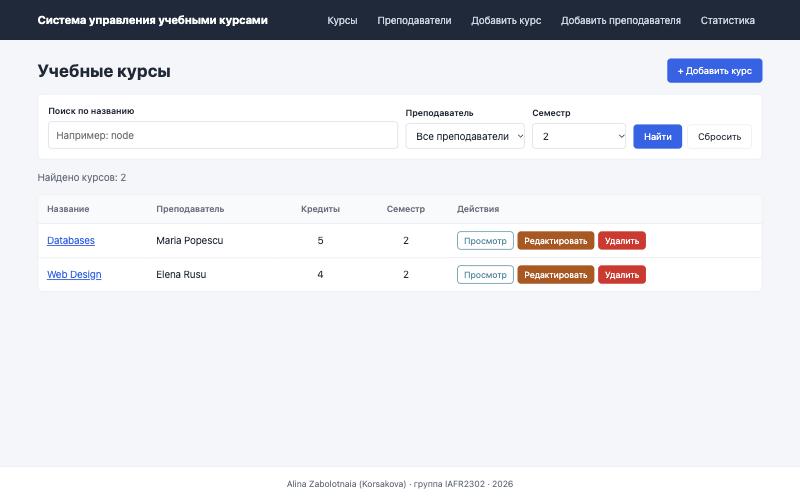 Система управления учебными курсами Курсы Преподаватели Добавить курс Добавить преподавателя Статистика
Учебные курсы + Добавить курс
Поиск по названию Преподаватель Семестр
Например: node Все преподаватели 2 Найти Сбросить
Найдено курсов: 2
Название Преподаватель Кредиты Семестр Действия
Databases Maria Popescu 5 2 Просмотр Редактировать Удалить
Web Design Elena Rusu 4 2 Просмотр Редактировать Удалить
Alina Zabolotnaia (Korsakova) · группа IAFR2302 · 2026